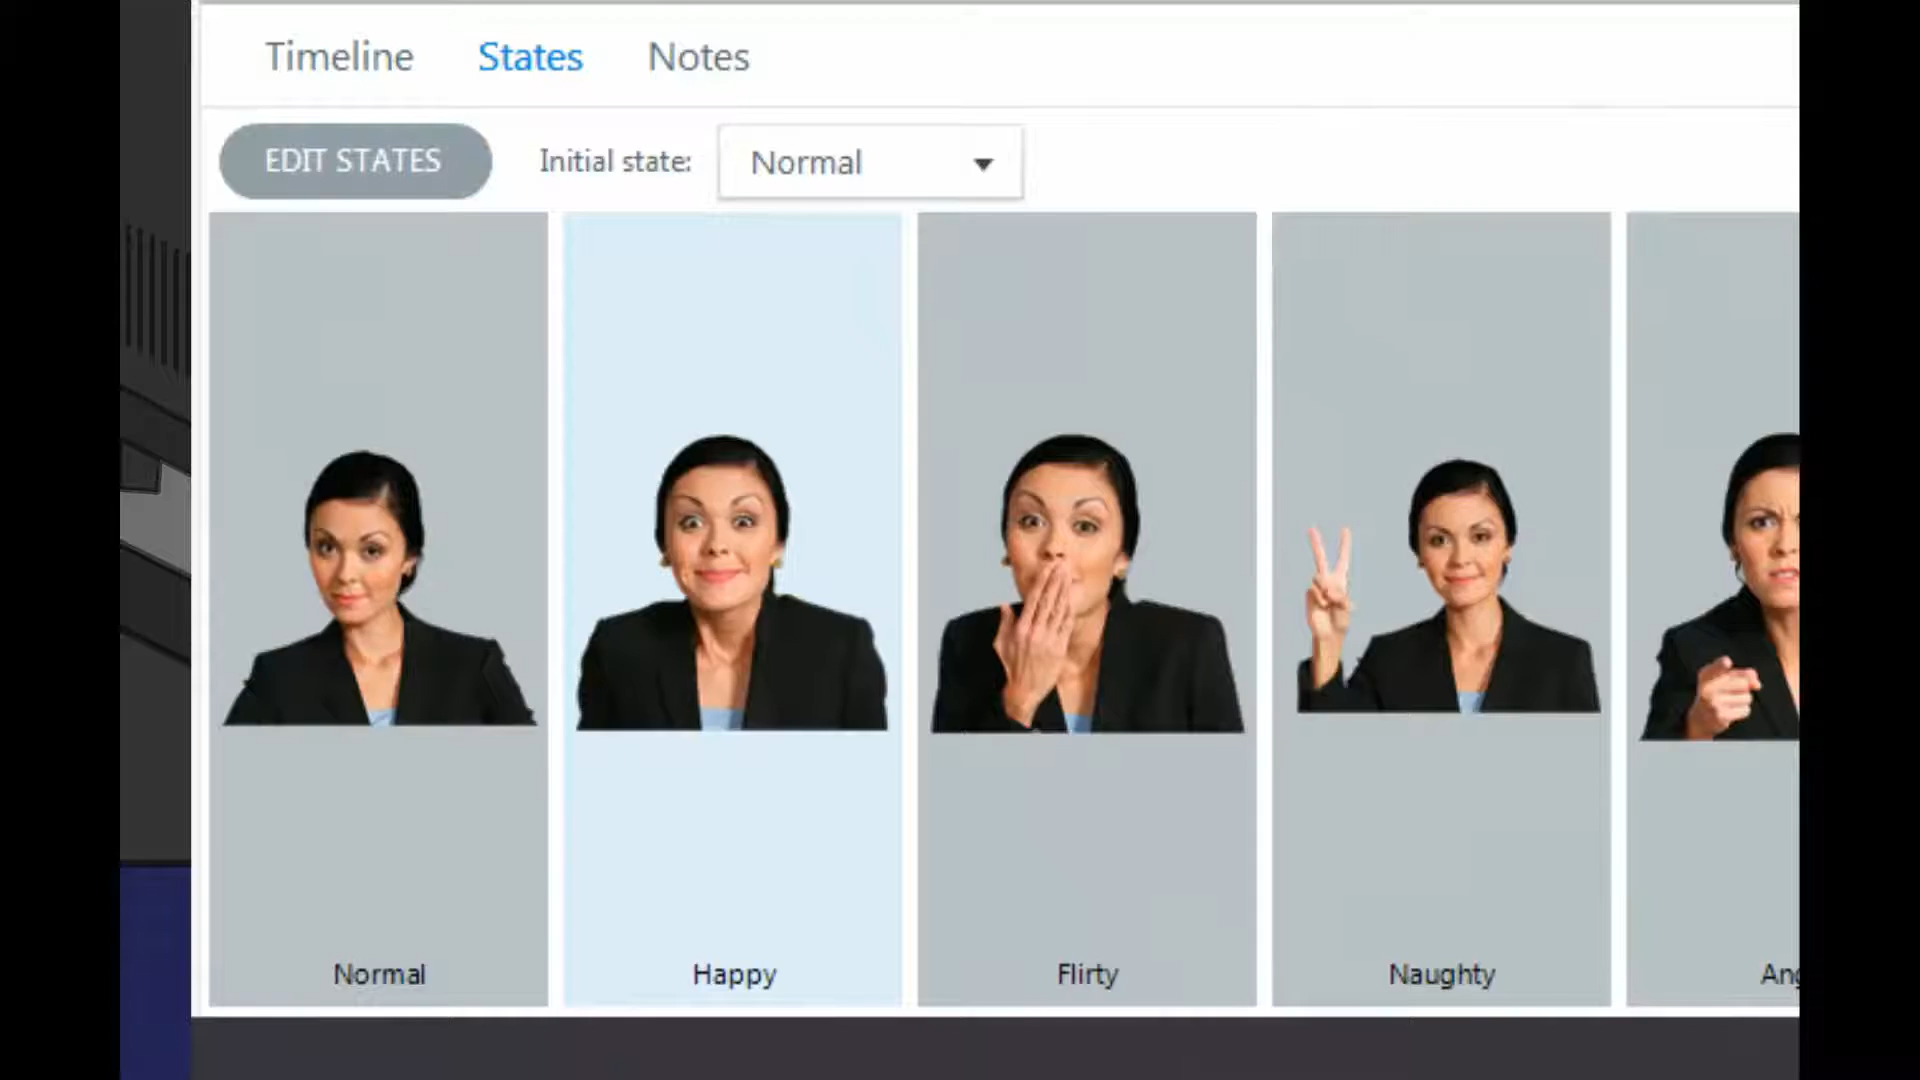 Timeline States Notes
EDIT STATES Initial state: Normal
Normal Happy Flirty Naughty